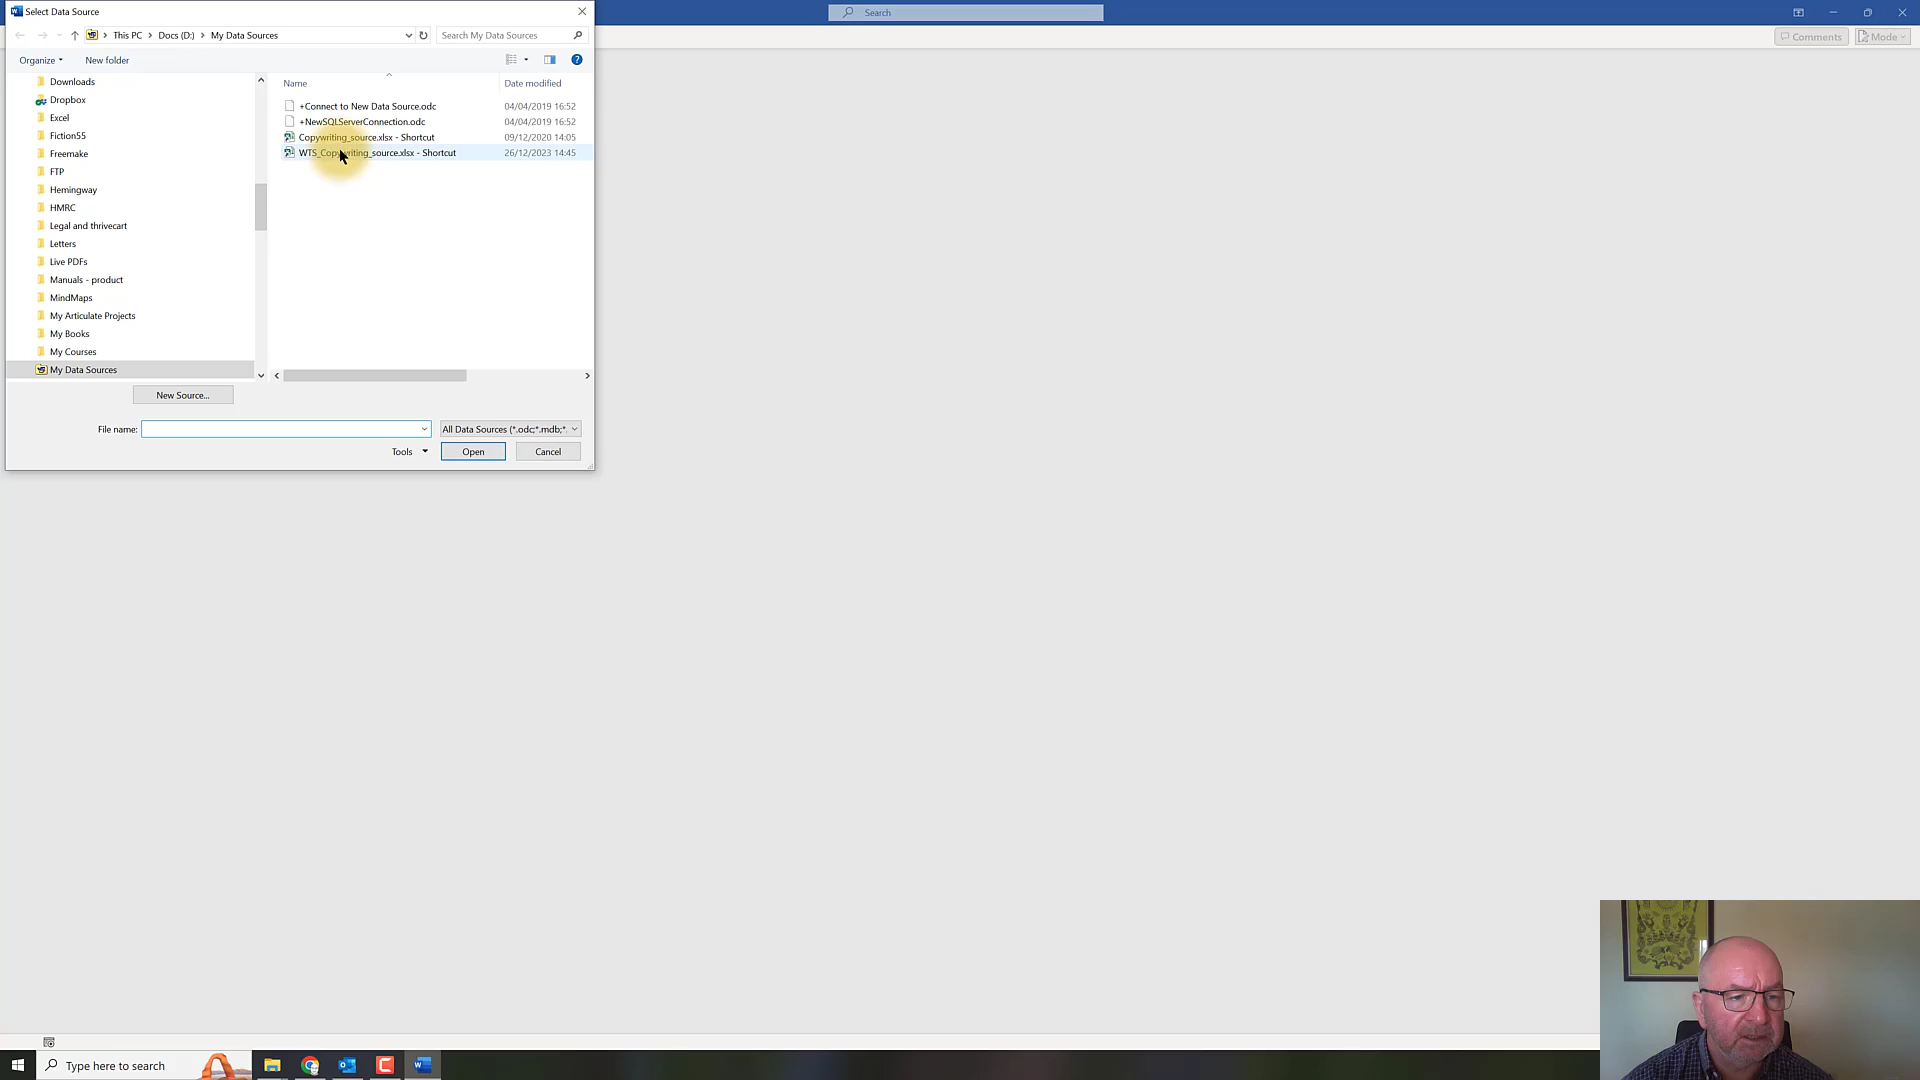 Select Data Source
Search
This PC > Docs (D:) > My Data Sources
Search My Data Sources
Comments
Mode
Organize
New folder
Name
Date modified
Downloads
Dropbox
Excel
Fiction55
Freemake
FTP
Hemingway
HMRC
Legal and thrivecart
Letters
Live PDFs
Manuals - product
MindMaps
My Articulate Projects
My Books
My Courses
My Data Sources
+Connect to New Data Source.odc 04/04/2019 16:52
+NewSQLServerConnection.odc 04/04/2019 16:52
Copywriting_source.xlsx - Shortcut 09/12/2020 14:05
WTS_Copywriting_source.xlsx - Shortcut 26/12/2023 14:45
New Source...
File name:
All Data Sources (*.odc;*.mdb;*.
Tools
Open
Cancel
Type here to search